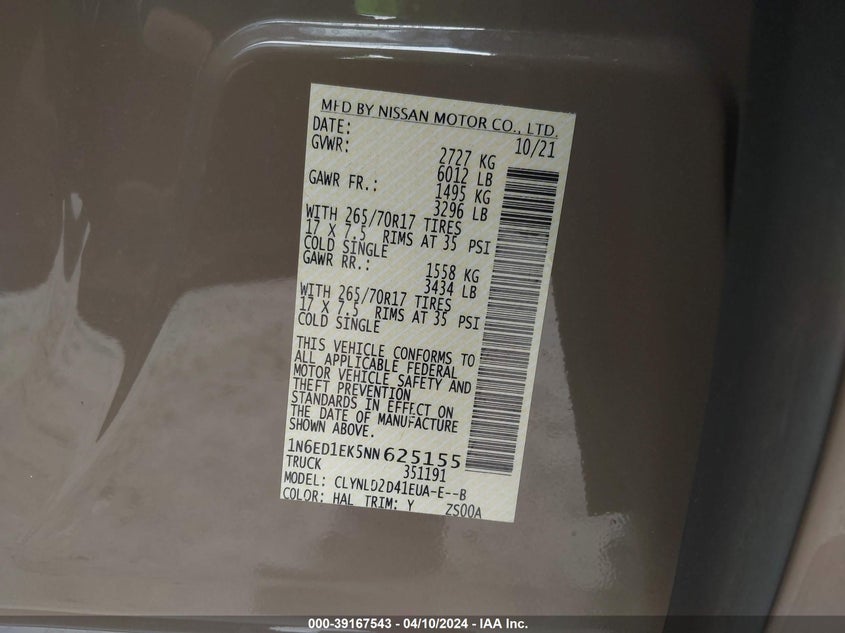 MFD BY NISSAN MOTOR CO., LTD.
DATE: 10/21
GVWR: 2727 KG
6012 LB
GAWR FR.: 1495 KG
3296 LB
WITH 265/70R17 TIRES
17 X 7.5 RIMS AT 35 PSI
COLD SINGLE
GAWR RR.: 1558 KG
3434 LB
WITH 265/70R17 TIRES
17 X 7.5 RIMS AT 35 PSI
COLD SINGLE
THIS VEHICLE CONFORMS TO
ALL APPLICABLE FEDERAL
MOTOR VEHICLE SAFETY AND
THEFT PREVENTION
STANDARDS IN EFFECT ON
THE DATE OF MANUFACTURE
SHOWN ABOVE.
1N6ED1EK5NN625155
TRUCK 351191
MODEL: CLYNLD2D41EUA-E--B
COLOR: HAL TRIM: Y ZS00A
000-39167543 - 04/10/2024 - IAA Inc.